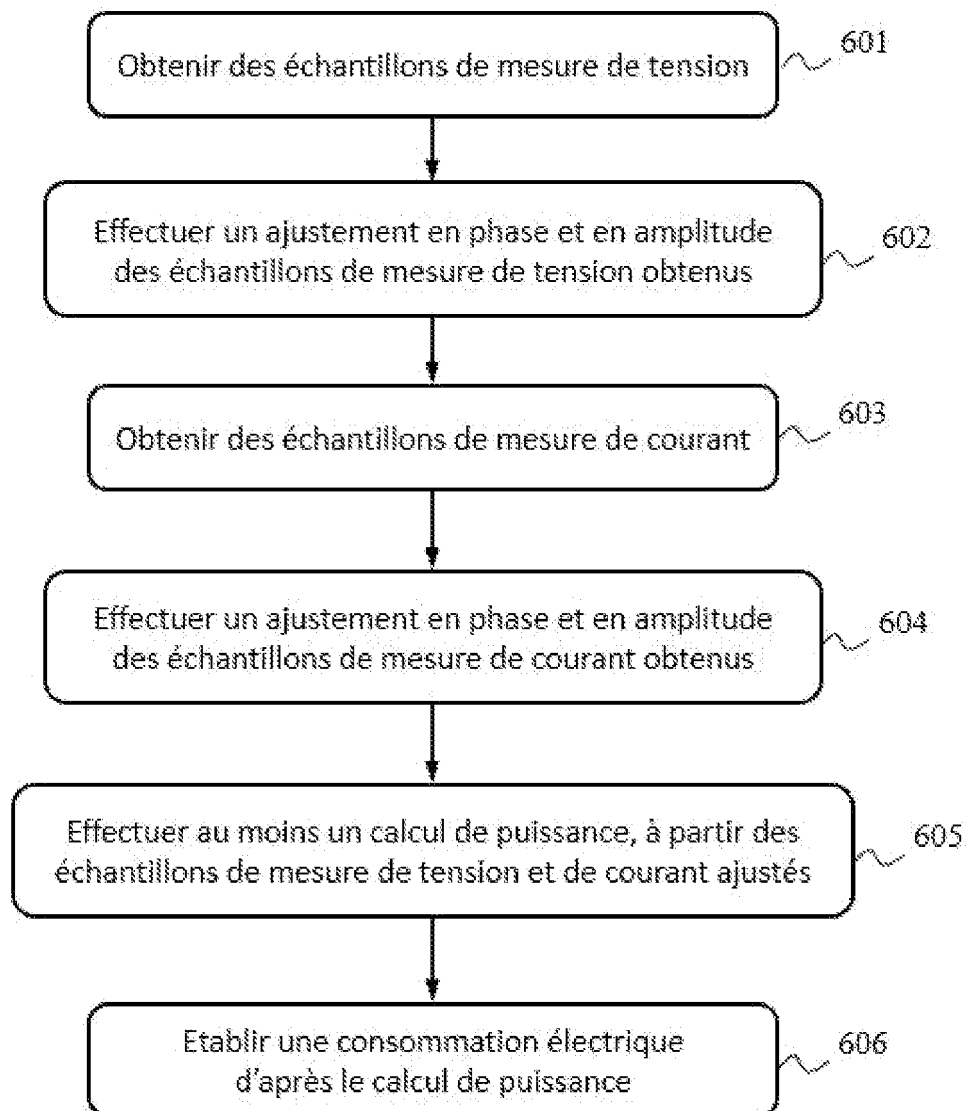 Obtenir des échantillons de mesure de tension
601
Effectuer un ajustement en phase et en amplitude
des échantillons de mesure de tension obtenus
602
Obtenir des échantillons de mesure de courant
603
Effectuer un ajustement en phase et en amplitude
des échantillons de mesure de courant obtenus
604
Effectuer au moins un calcul de puissance, à partir des
échantillons de mesure de tension et de courant ajustés
605
Etablir une consommation électrique
d'après le calcul de puissance
606